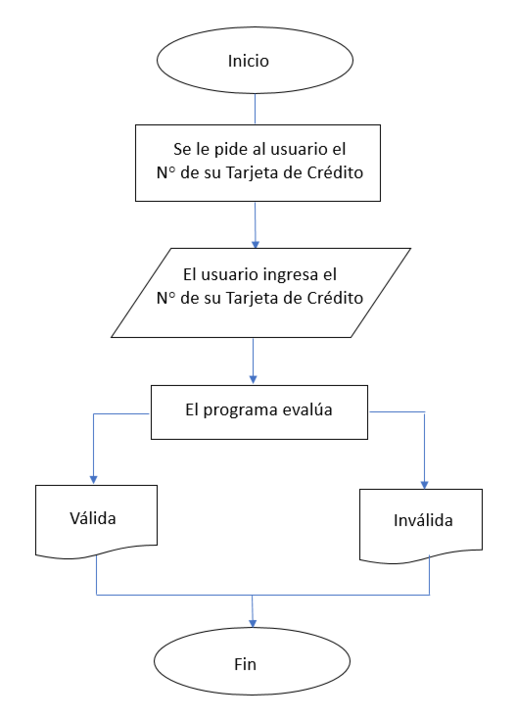 Inicio
Se le pide al usuario el
N° de su Tarjeta de Crédito
El usuario ingresa el
N° de su Tarjeta de Crédito
El programa evalúa
Válida
Inválida
Fin